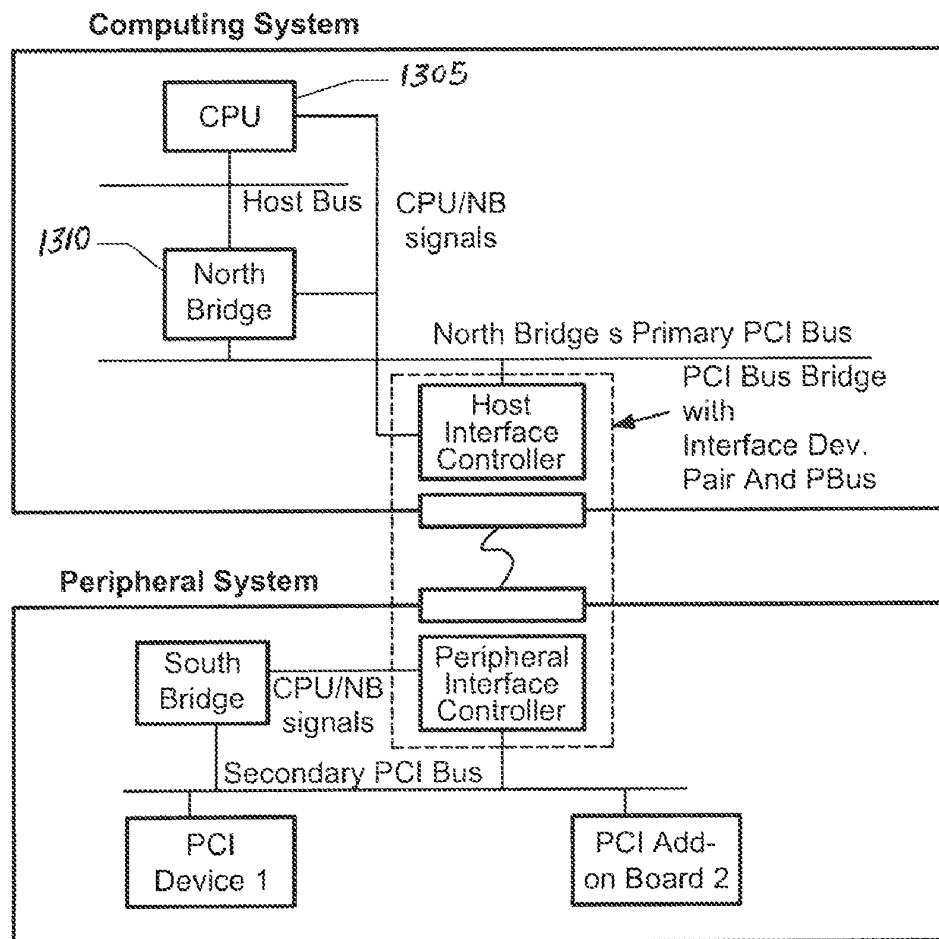 Computing System
1305
CPU
Host Bus
CPU/NB
signals
1310
North
Bridge
North Bridge s Primary PCI Bus
Host
Interface
Controller
PCI Bus Bridge
with
Interface Dev.
Pair And PBus
Peripheral System
South
Bridge
CPU/NB
signals
Peripheral
Interface
Controller
Secondary PCI Bus
PCI
Device 1
PCI Add-
on Board 2